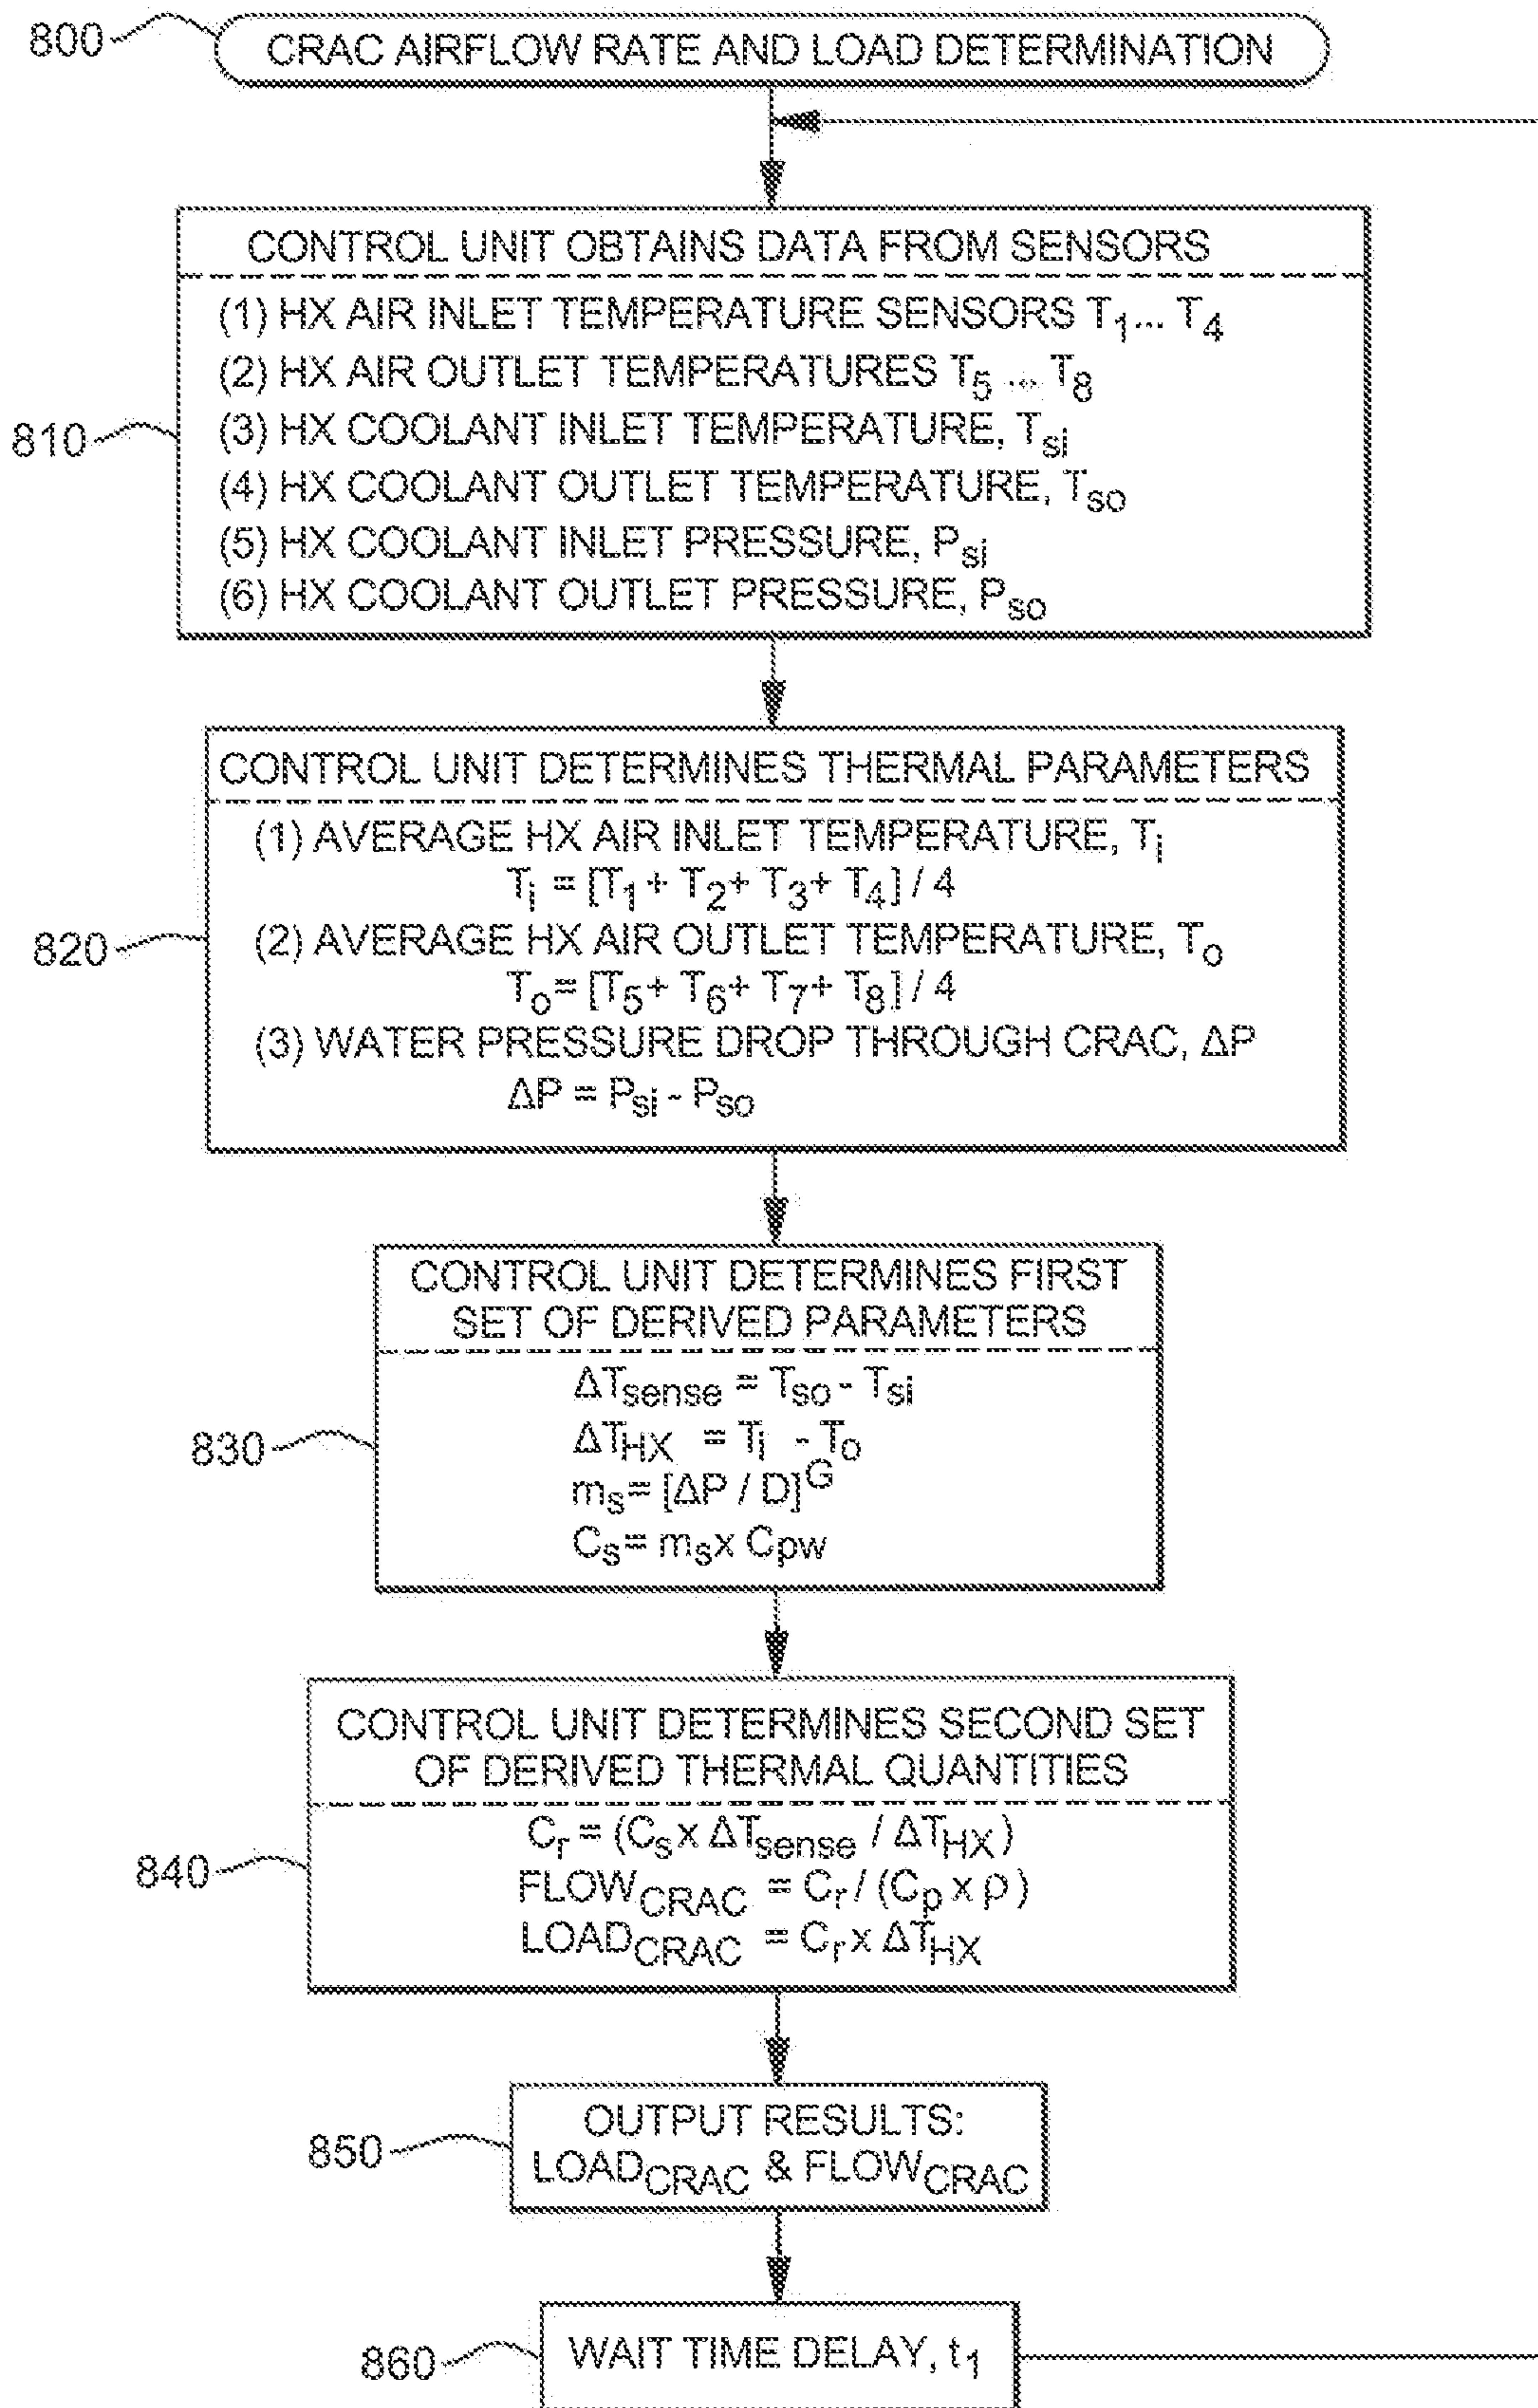 800
CRAC AIRFLOW RATE AND LOAD DETERMINATION
CONTROL UNIT OBTAINS DATA FROM SENSORS
(1) HX AIR INLET TEMPERATURE SENSORS T1... T4
(2) HX AIR OUTLET TEMPERATURES T5 ... T8
810
(3) HX COOLANT INLET TEMPERATURE, Tsi
(4) HX COOLANT OUTLET TEMPERATURE, Tso
(5) HX COOLANT INLET PRESSURE, Psi
(6) HX COOLANT OUTLET PRESSURE, Pso
CONTROL UNIT DETERMINES THERMAL PARAMETERS
(1) AVERAGE HX AIR INLET TEMPERATURE, Ti
Ti = [T1 + T2 + T3 + T4] / 4
820
(2) AVERAGE HX AIR OUTLET TEMPERATURE, To
To = [T5 + T6 + T7 + T8] / 4
(3) WATER PRESSURE DROP THROUGH CRAC, ΔP
ΔP = Psi - Pso
CONTROL UNIT DETERMINES FIRST
SET OF DERIVED PARAMETERS
ΔTsense = Tso - Tsi
830
ΔTHX = Ti - To
ms = [ΔP / D]G
Cs = ms x Cpw
CONTROL UNIT DETERMINES SECOND SET
OF DERIVED THERMAL QUANTITIES
Cr = (Cs x ΔTsense / ΔTHX)
840
FLOWCRAC = Cr / (Cp x ρ)
LOADCRAC = Cr x ΔTHX
OUTPUT RESULTS:
850
LOADCRAC & FLOWCRAC
860
WAIT TIME DELAY, t1